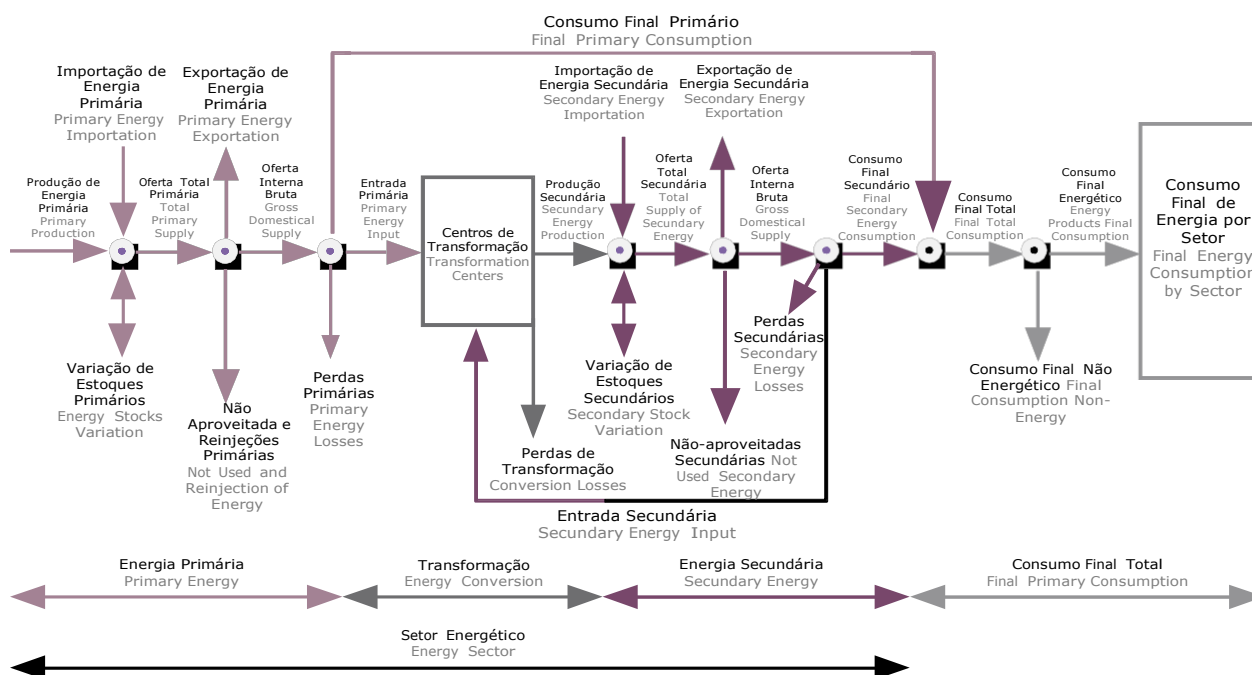 Consumo Final Primário
Final Primary Consumption
Importação de
Energia
Primária
Primary Energy
Importation
Exportação de
Energia
Primária
Primary Energy
Exportation
Importação de
Energia Secundária
Secondary Energy
Importation
Exportação de
Energia Secundária
Secondary Energy
Exportation
Produção de
Energia
Primária
Primary
Production
Oferta Total
Primária
Total
Primary
Supply
Oferta
Interna
Bruta
Gross
Domestical
Supply
Entrada
Primária
Primary
Energy
Input
Centros de
Transformação
Transformation
Centers
Produção
Secundária
Secundary
Energy
Production
Oferta
Total
Secundária
Total
Supply of
Secundary
Energy
Oferta
Interna
Bruta
Gross
Domestical
Supply
Consumo
Final
Secundário
Final
Secondary
Energy
Consumption
Consumo
Final Total
Final Total
Consumption
Consumo
Final
Energético
Energy
Products Final
Consumption
Consumo
Final de
Energia por
Setor
Final Energy
Consumption
by Sector
Variação de
Estoques
Primários
Energy Stocks
Variation
Não
Aproveitada e
Reinjeções
Primárias
Not Used and
Reinjection of
Energy
Perdas
Primárias
Primary
Energy
Losses
Perdas de
Transformação
Conversion Losses
Variação de
Estoques
Secundários
Secondary Stock
Variation
Não-aproveitadas
Secundárias Not
Used Secundary
Energy
Perdas
Secundárias
Secondary
Energy
Losses
Consumo Final Não
Energético Final
Consumption Non-
Energy
Entrada Secundária
Secundary Energy Input
Energia Primária
Primary Energy
Transformação
Energy Conversion
Energia Secundária
Secundary Energy
Consumo Final Total
Final Primary Consumption
Setor Energético
Energy Sector